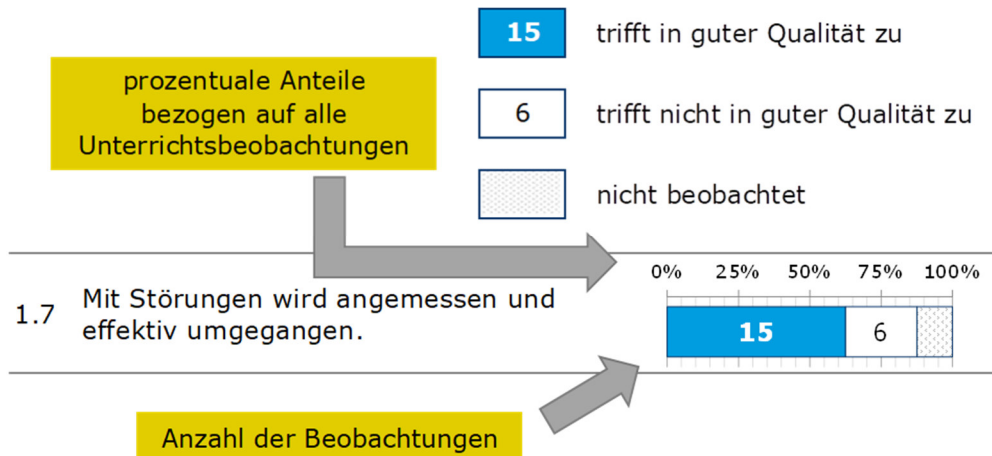 15 trifft in guter Qualität zu
prozentuale Anteile
bezogen auf alle
Unterrichtsbeobachtungen
6 trifft nicht in guter Qualität zu
nicht beobachtet
0% 25% 50% 75% 100%
1.7 Mit Störungen wird angemessen und
effektiv umgegangen.
15 6
Anzahl der Beobachtungen